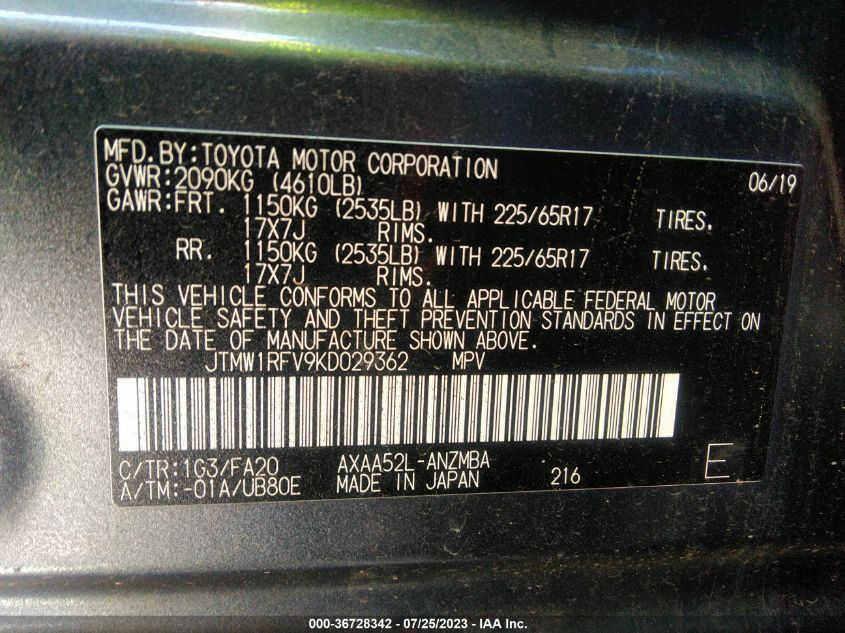 MFD.BY:TOYOTA MOTOR CORPORATION 06/19
GVWR:2090KG (4610LB)
GAWR:FRT. 1150KG (2535LB) WITH 225/65R17 TIRES.
17X7J RIMS.
RR. 1150KG (2535LB) WITH 225/65R17 TIRES.
17X7J RIMS.
THIS VEHICLE CONFORMS TO ALL APPLICABLE FEDERAL MOTOR
VEHICLE SAFETY AND THEFT PREVENTION STANDARDS IN EFFECT ON
THE DATE OF MANUFACTURE SHOWN ABOVE.
JTMW1RFV9KD029362 MPV
C/TR:1G3/FA20 AXAA52L-ANZMBA
A/TM:-01A/UB80E MADE IN JAPAN 216 E
000-36728342 - 07/25/2023 - IAA Inc.